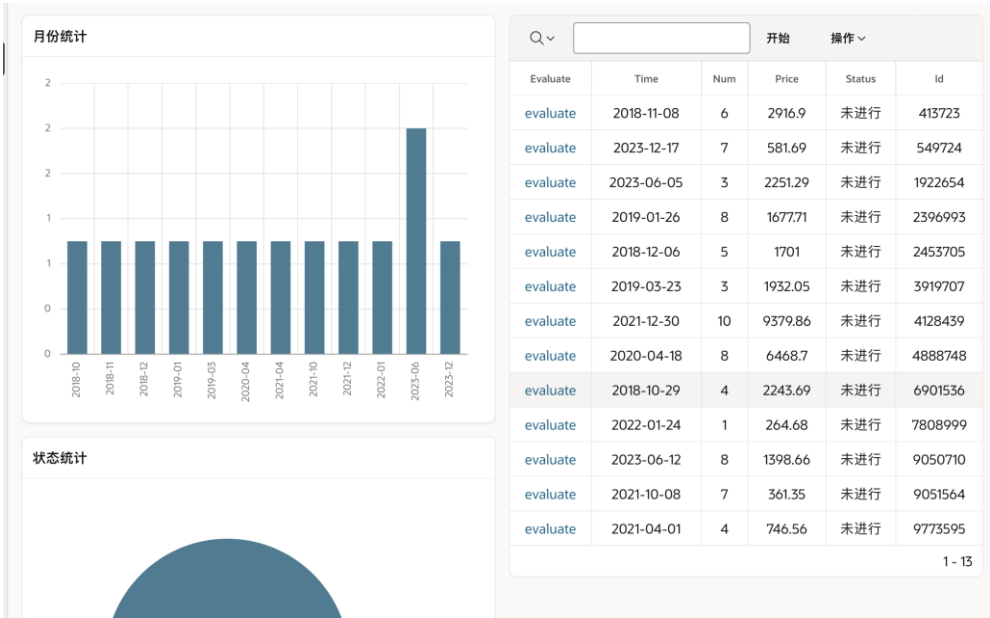 月份统计
2
2
2
1
1
0
0
2018-10
2018-11
2018-12
2019-01
2019-03
2020-04
2021-04
2021-10
2021-12
2022-01
2023-06
2023-12
状态统计
开始 操作
Evaluate Time Num Price Status Id
evaluate 2018-11-08 6 2916.9 未进行 413723
evaluate 2023-12-17 7 581.69 未进行 549724
evaluate 2023-06-05 3 2251.29 未进行 1922654
evaluate 2019-01-26 8 1677.71 未进行 2396993
evaluate 2018-12-06 5 1701 未进行 2453705
evaluate 2019-03-23 3 1932.05 未进行 3919707
evaluate 2021-12-30 10 9379.86 未进行 4128439
evaluate 2020-04-18 8 6468.7 未进行 4888748
evaluate 2018-10-29 4 2243.69 未进行 6901536
evaluate 2022-01-24 1 264.68 未进行 7808999
evaluate 2023-06-12 8 1398.66 未进行 9050710
evaluate 2021-10-08 7 361.35 未进行 9051564
evaluate 2021-04-01 4 746.56 未进行 9773595
1 - 13